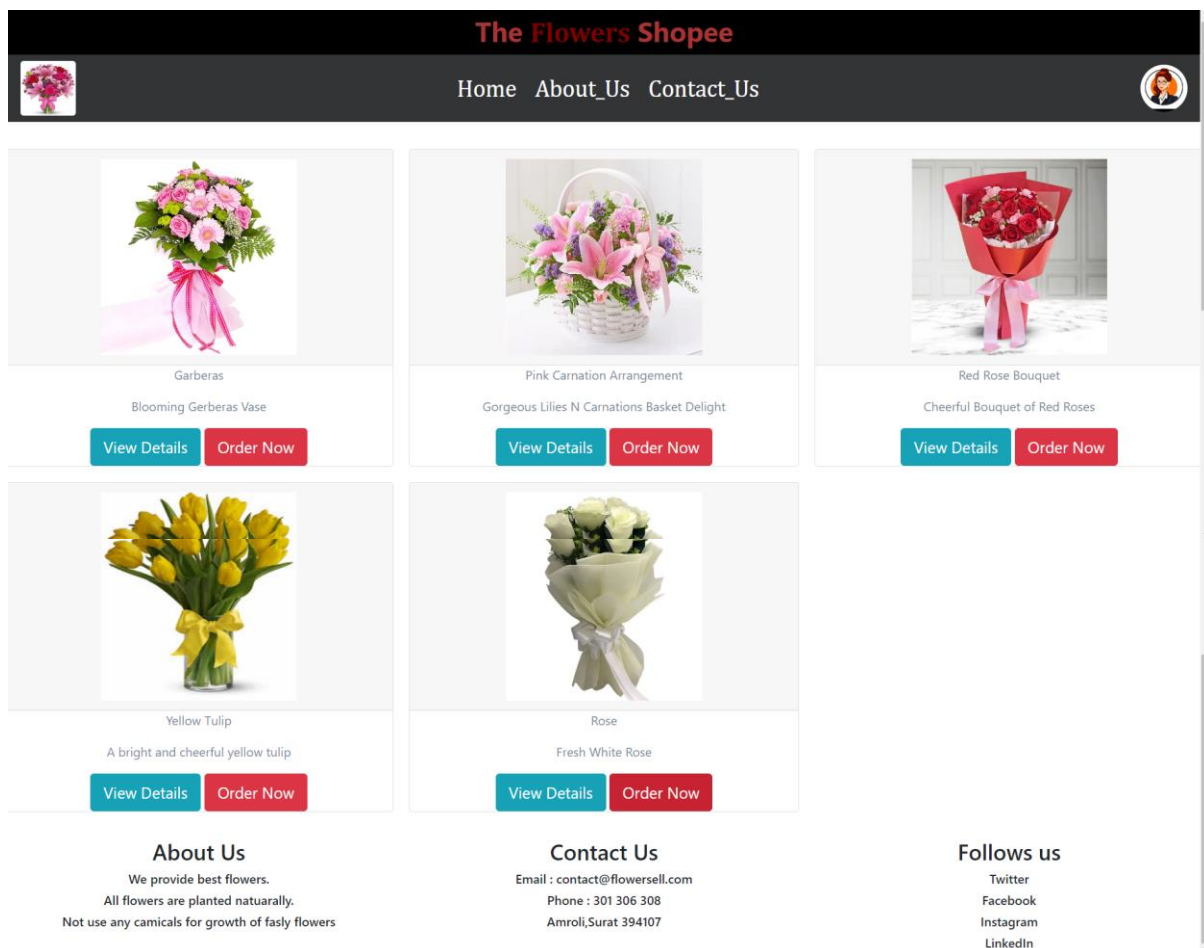 The Flowers Shopee
Home About_Us Contact_Us
Garberas
Blooming Gerberas Vase
View Details Order Now
Pink Carnation Arrangement
Gorgeous Lilies N Carnations Basket Delight
View Details Order Now
Red Rose Bouquet
Cheerful Bouquet of Red Roses
View Details Order Now
Yellow Tulip
A bright and cheerful yellow tulip
View Details Order Now
Rose
Fresh White Rose
View Details Order Now
About Us
We provide best flowers.
All flowers are planted natuarally.
Not use any camicals for growth of fasly flowers
Contact Us
Email : contact@flowersell.com
Phone : 301 306 308
Amroli,Surat 394107
Follows us
Twitter
Facebook
Instagram
LinkedIn